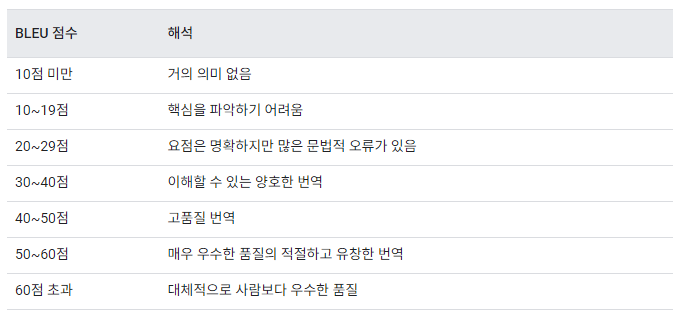 BLEU 점수 해석
10점 미만 거의 의미 없음
10~19점 핵심을 파악하기 어려움
20~29점 요점은 명확하지만 많은 문법적 오류가 있음
30~40점 이해할 수 있는 양호한 번역
40~50점 고품질 번역
50~60점 매우 우수한 품질의 적절하고 유창한 번역
60점 초과 대체적으로 사람보다 우수한 품질